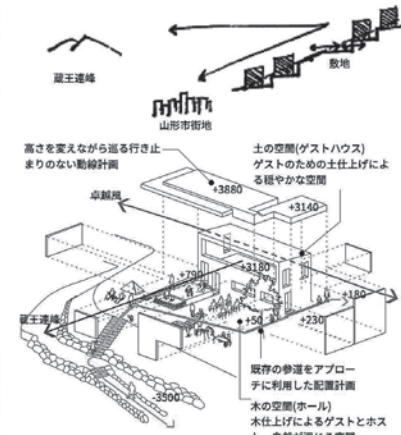 蔵王連峰
敷地
山形市街地
高さを変えながら巡る行き止
まりのない動線計画
土の空間(ゲストハウス)
ゲストのための土仕上げによ
る穏やかな空間
+3880
+3140
卓越風
+790
+3180
+180
蔵王連峰
+50
+230
既存の参道をアプロー
チに利用した配置計画
-3500
木の空間(ホール)
木仕上げによるゲストとホス